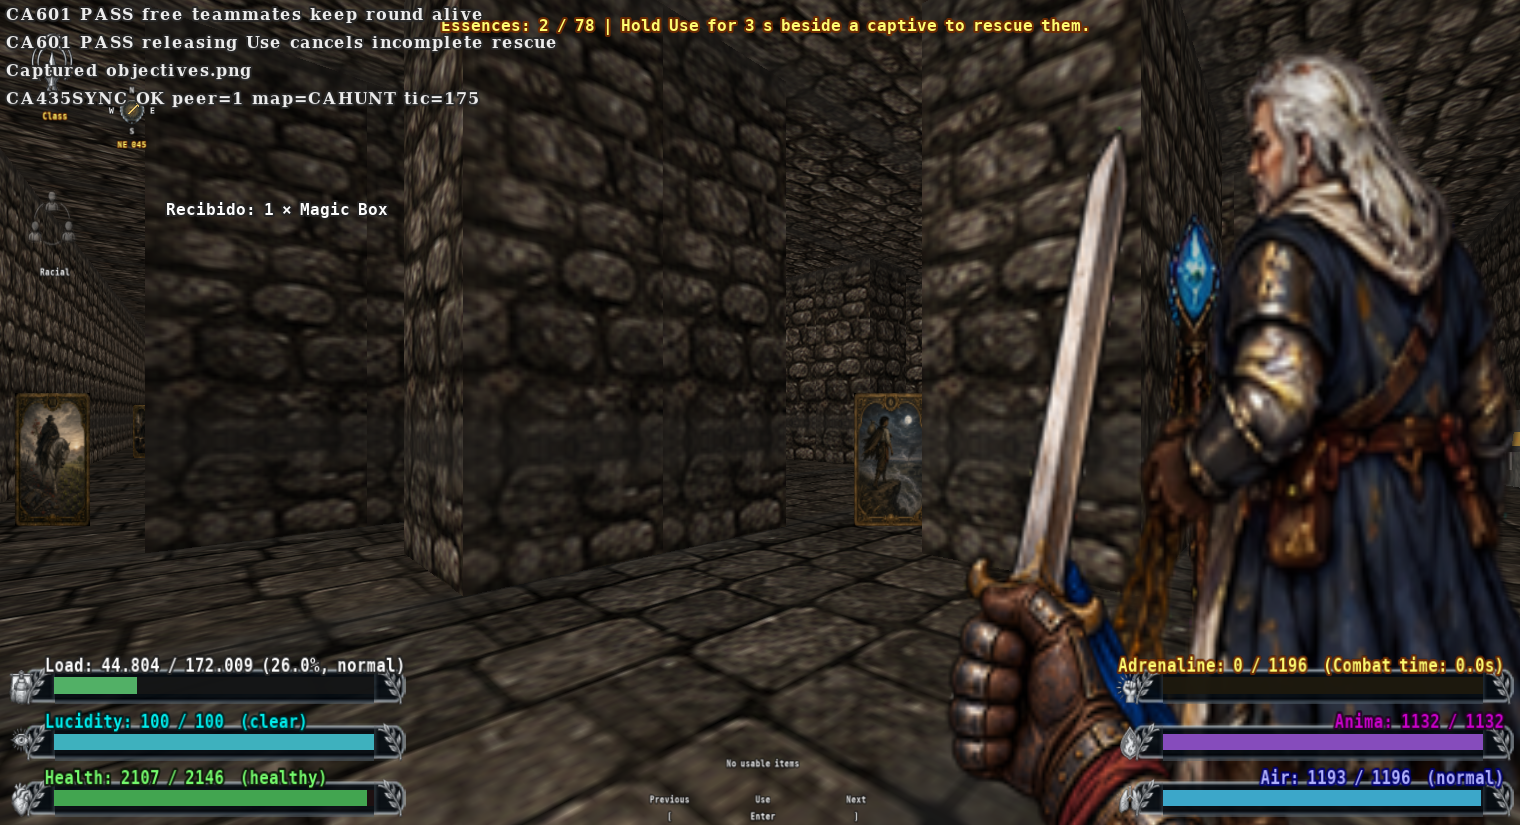 CA601 PASS free teammates keep round alive
Essences: 2 / 78 | Hold Use for 3 s beside a captive to rescue them.
CA601 PASS releasing Use cancels incomplete rescue
Captured objectives.png
CA435SYNC OK peer=1 map=CAHUNT tic=175
N
W E
S
Class
NE 045
Recibido: 1 × Magic Box
Racial
Load: 44.804 / 172.009 (26.0%, normal)
Adrenaline: 0 / 1196 (Combat time: 0.0s)
Lucidity: 100 / 100 (clear)
Anima: 1132 / 1132
Health: 2107 / 2146 (healthy)
Air: 1193 / 1196 (normal)
No usable items
Previous Use Next
[ Enter ]